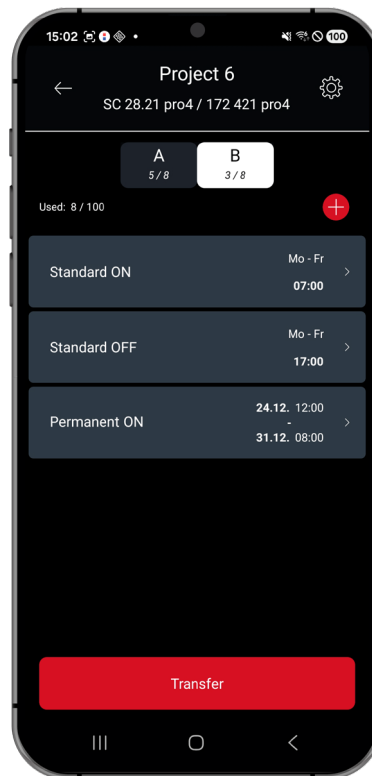 15:02 100
Project 6
SC 28.21 pro4 / 172 421 pro4
A B
5 / 8 3 / 8
Used: 8 / 100
Mo - Fr
Standard ON
07:00
Mo - Fr
Standard OFF
17:00
24.12. 12:00
Permanent ON -
31.12. 08:00
Transfer